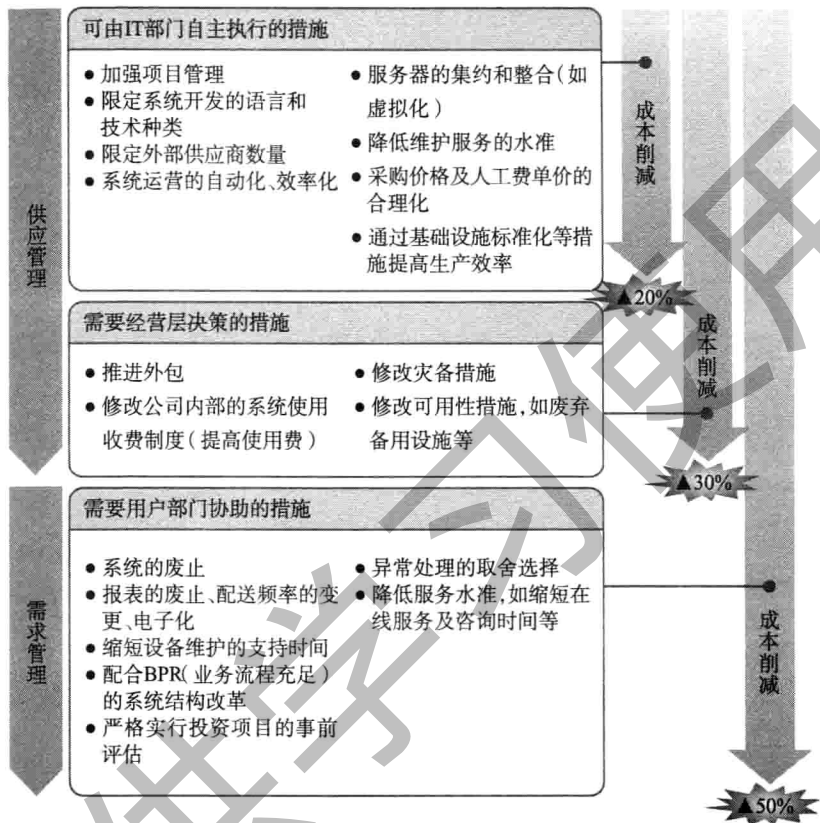 可由IT部门自主执行的措施
● 加强项目管理
● 限定系统开发的语言和
技术种类
● 限定外部供应商数量
● 系统运营的自动化、效率化
● 服务器的集约和整合(如
虚拟化)
● 降低维护服务的水准
● 采购价格及人工费单价的
合理化
● 通过基础设施标准化等措
施提高生产效率
成本削减
▲20%
供应管理
需要经营层决策的措施
● 推进外包
● 修改公司内部的系统使用
收费制度(提高使用费)
● 修改灾备措施
● 修改可用性措施,如废弃
备用设施等
成本削减
▲30%
需要用户部门协助的措施
● 系统的废止
● 报表的废止、配送频率的变
更、电子化
● 缩短设备维护的支持时间
● 配合BPR(业务流程充足)
的系统结构改革
● 严格实行投资项目的事前
评估
● 异常处理的取舍选择
● 降低服务水准,如缩短在
线服务及咨询时间等
需求管理
成本削减
▲50%
供学习使用